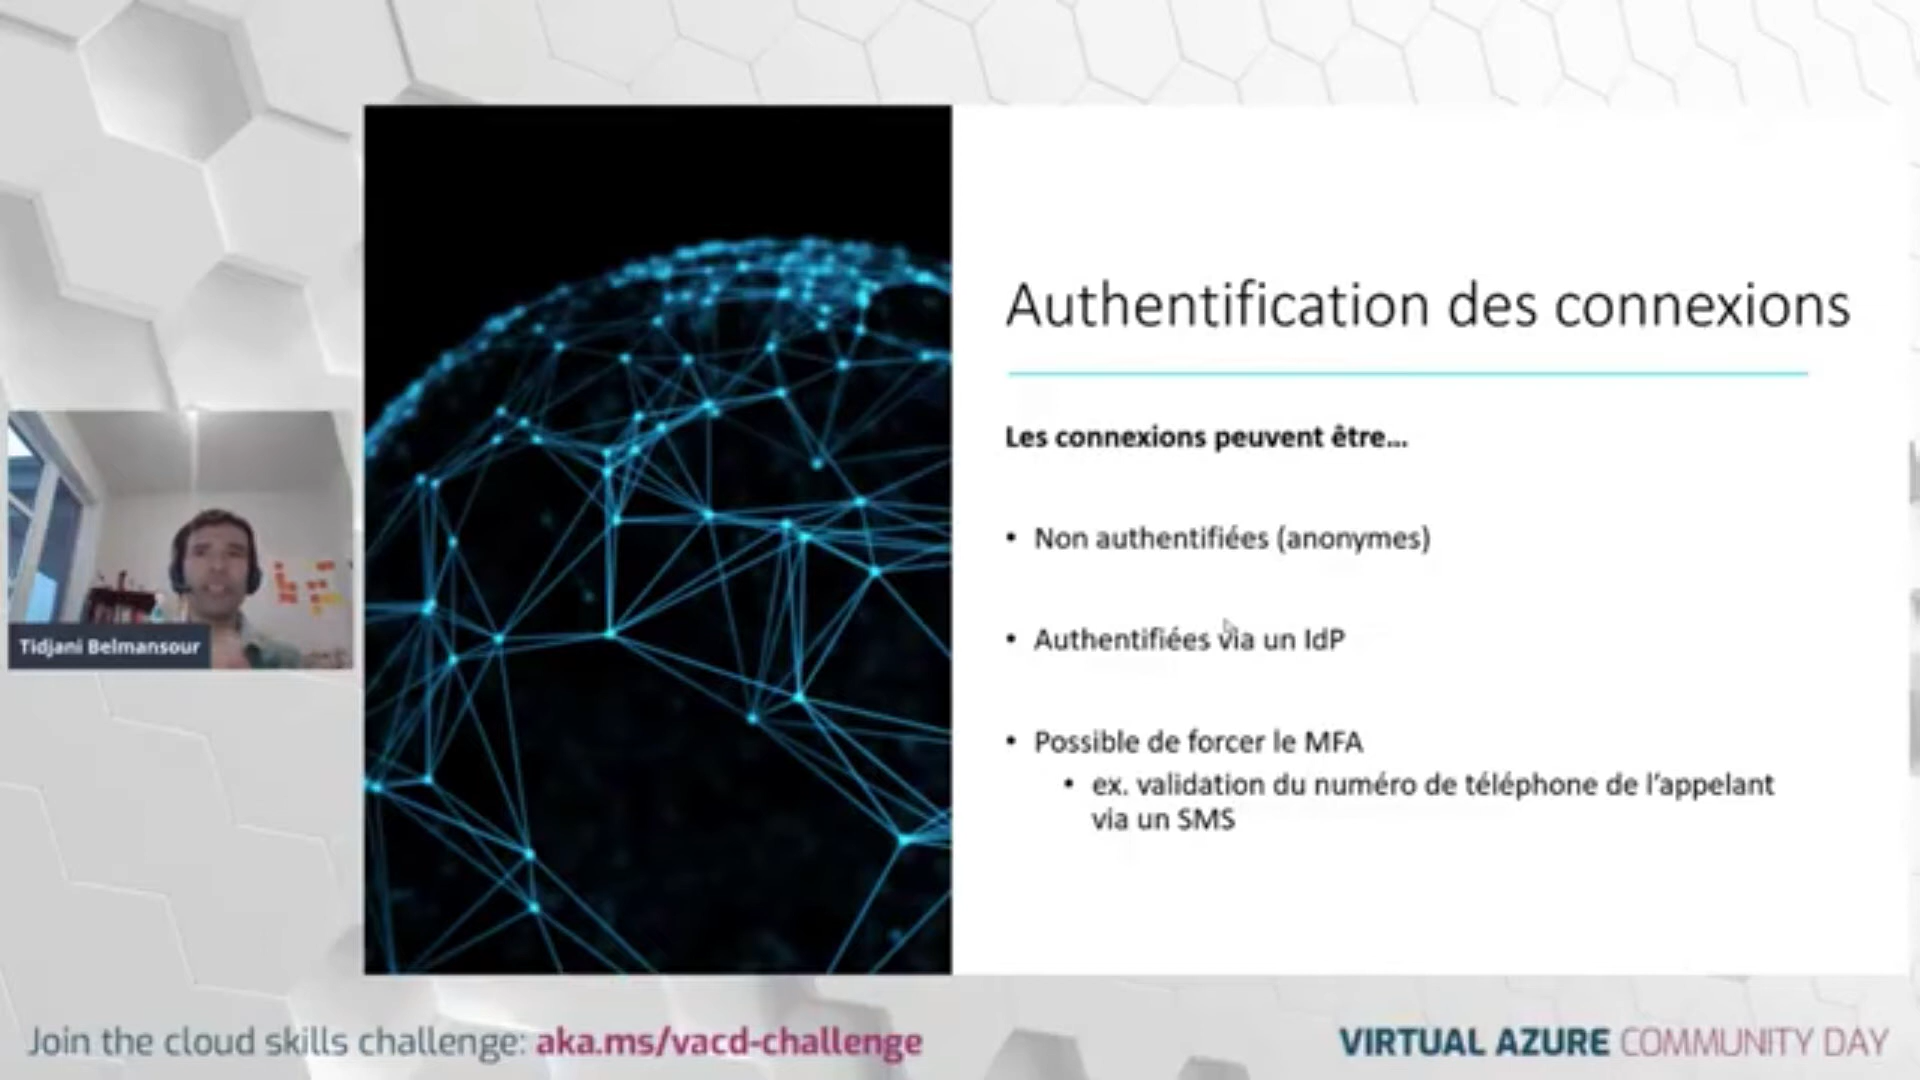 Authentification des connexions
Les connexions peuvent être...
• Non authentifiées (anonymes)
• Authentifiées via un IdP
• Possible de forcer le MFA
• ex. validation du numéro de téléphone de l'appelant
via un SMS
Tidjani Belmansour
Join the cloud skills challenge: aka.ms/vacd-challenge
VIRTUAL AZURE COMMUNITY DAY